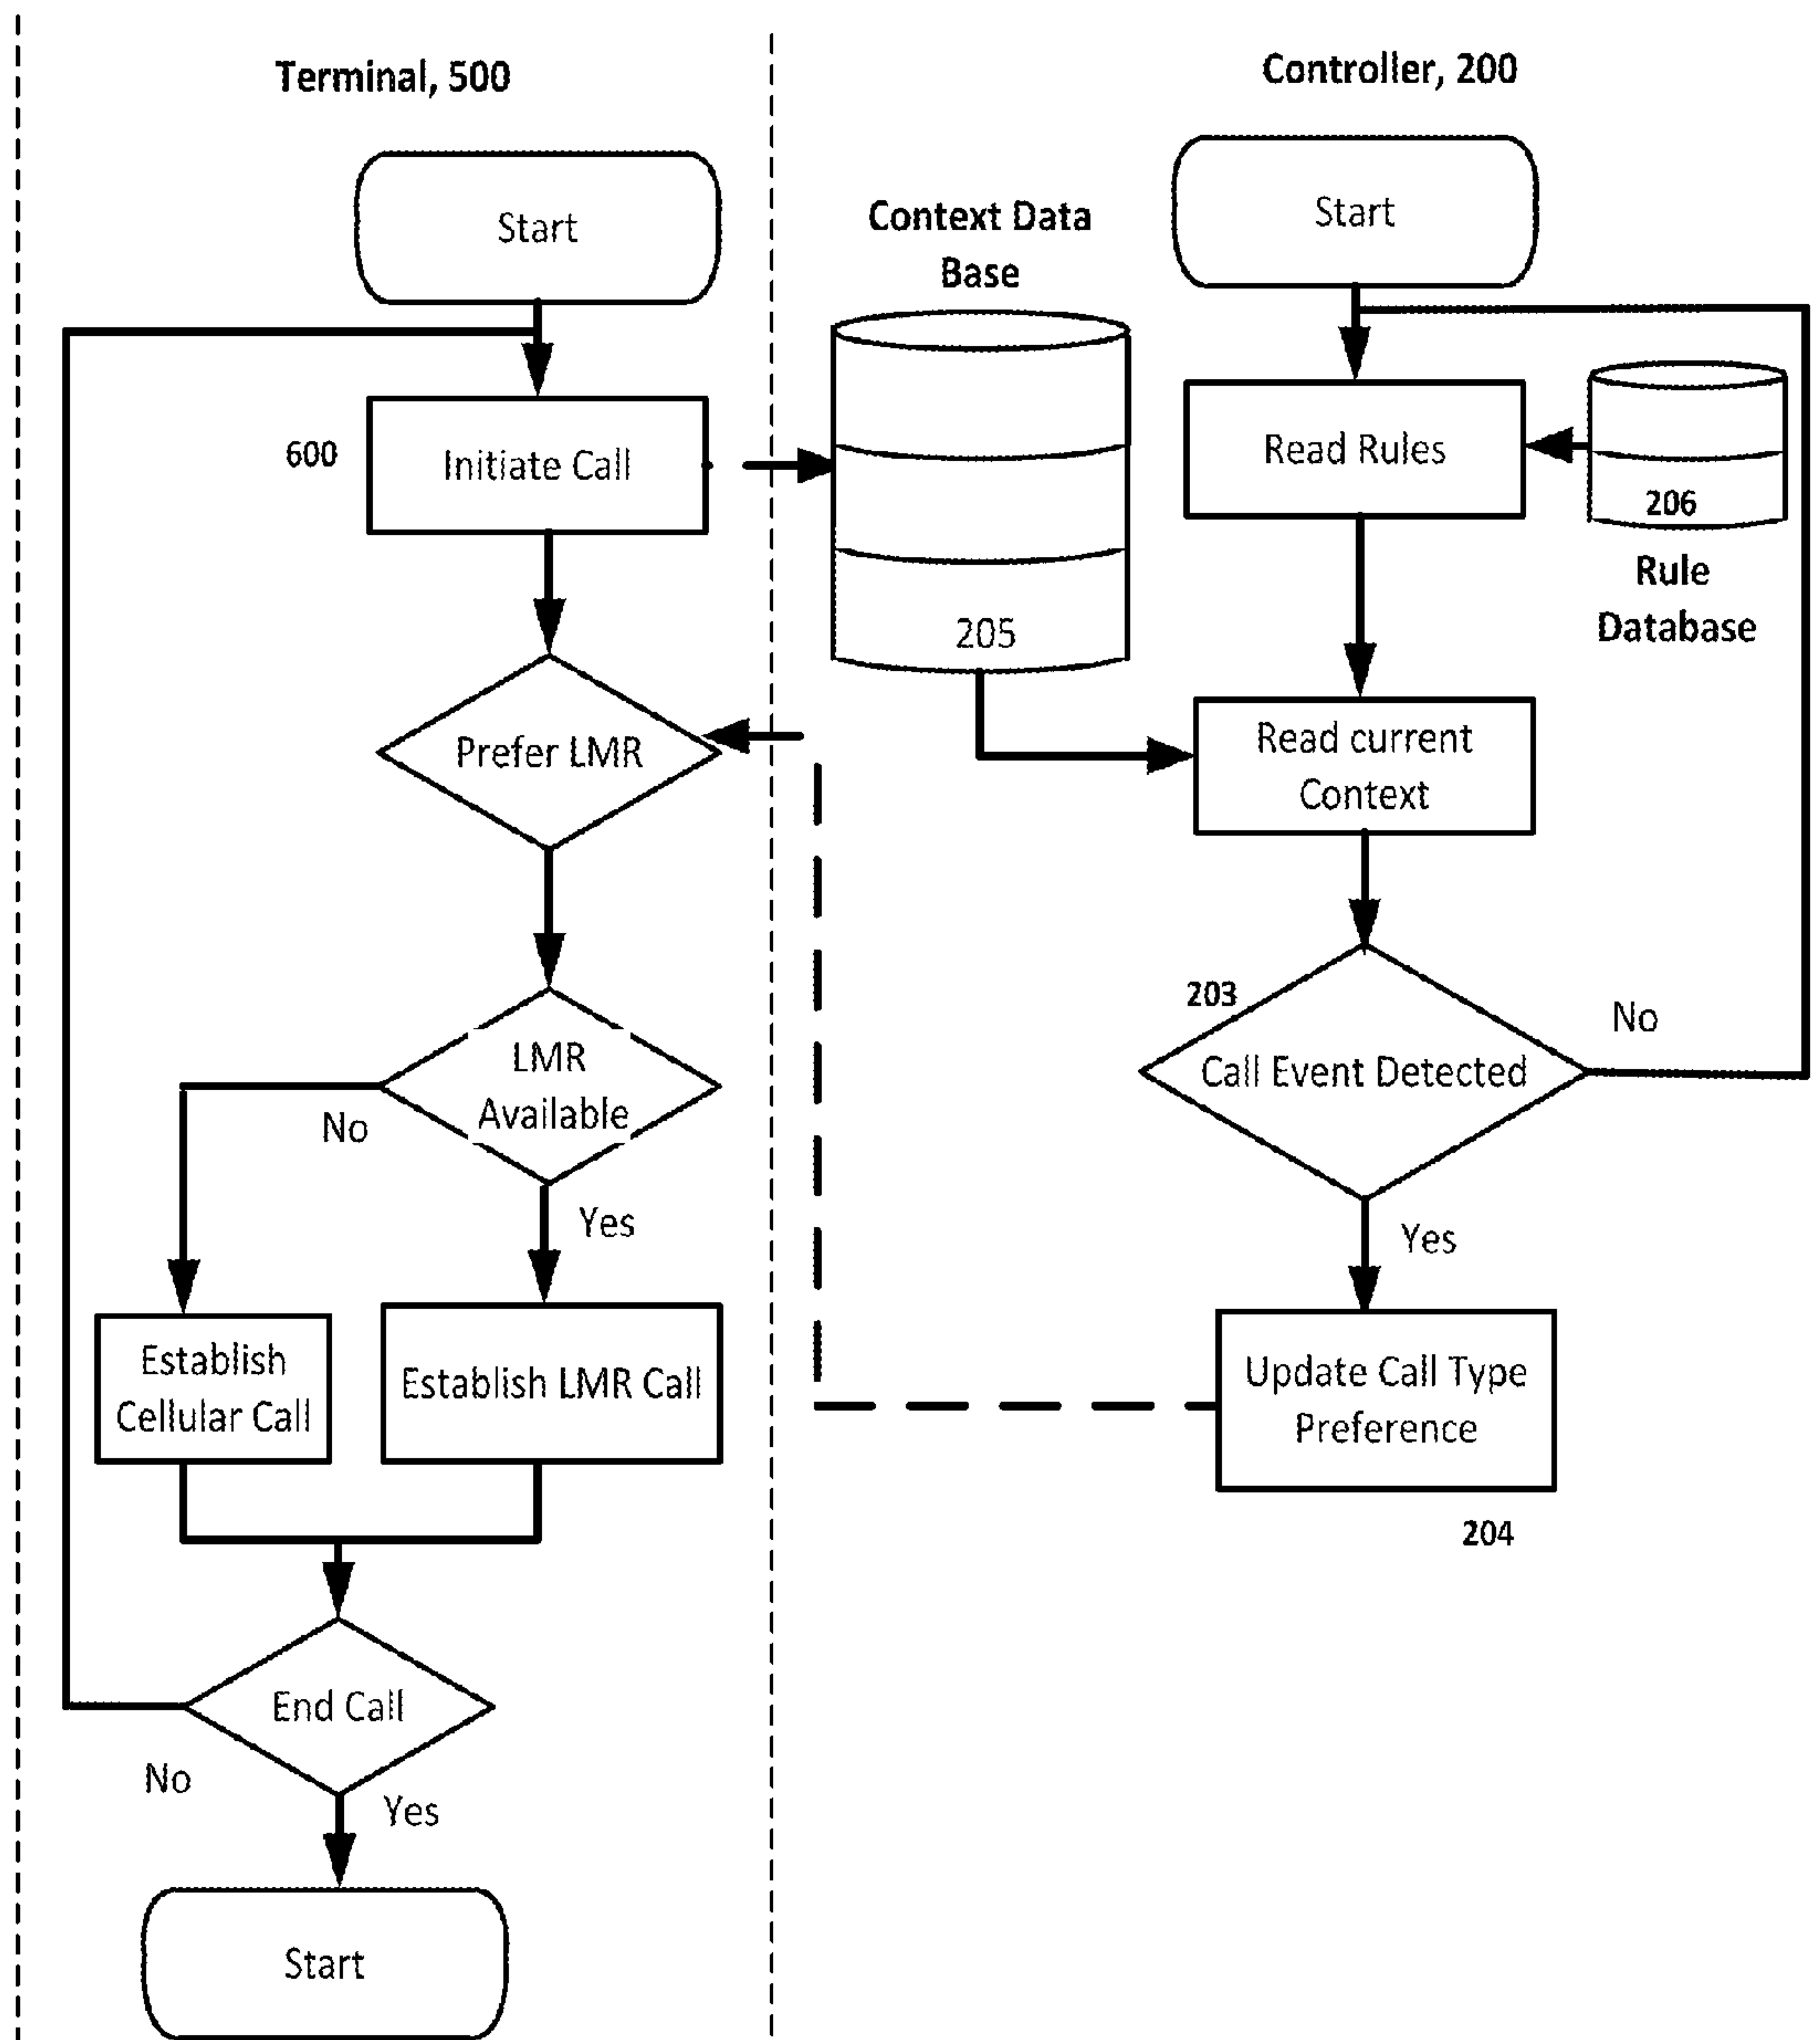 Terminal, 500
Start
600
Initiate Call
Prefer LMR
LMR
Available
No
Yes
Establish
Cellular Call
Establish LMR Call
End Call
No
Yes
Start
Controller, 200
Context Data
Base
205
Start
Read Rules
206
Rule
Database
Read current
Context
203
Call Event Detected
No
Yes
Update Call Type
Preference
204